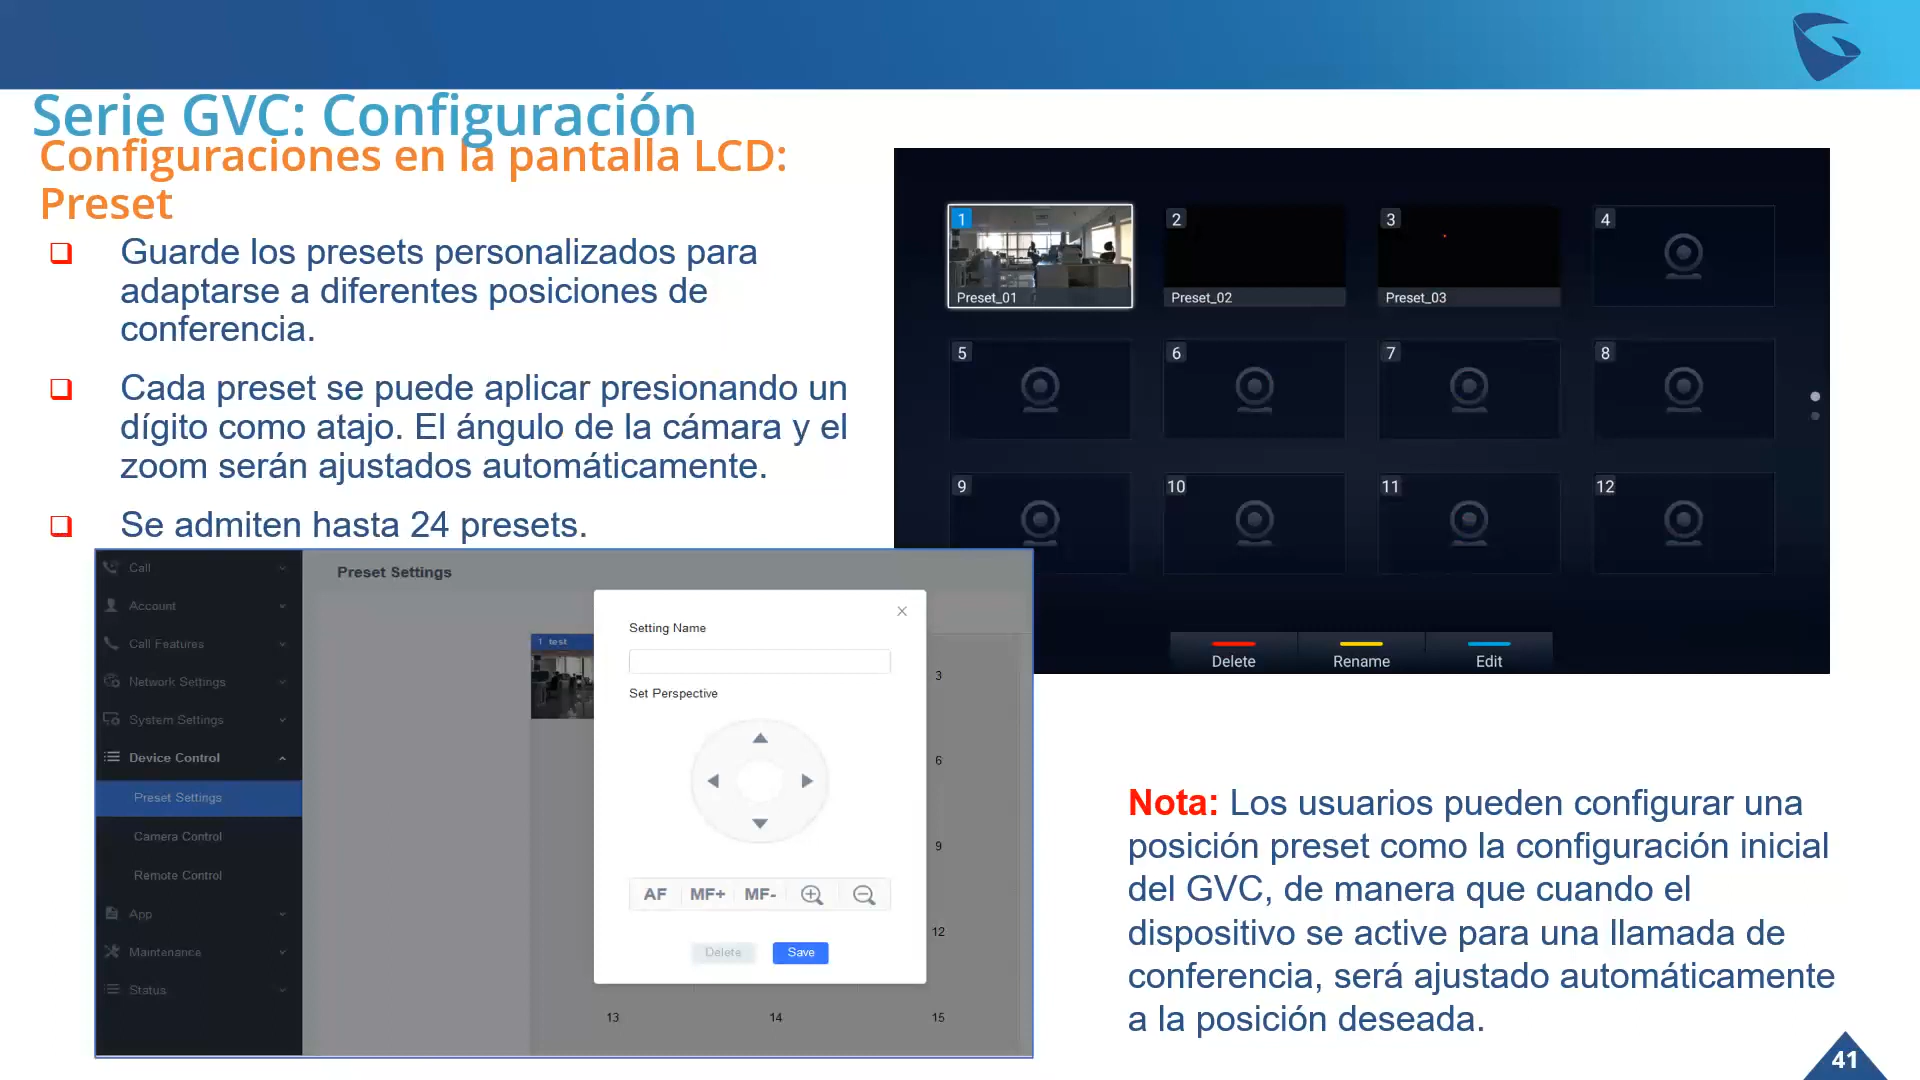 Serie GVC: Configuración
Configuraciones en la pantalla LCD:
Preset
Guarde los presets personalizados para
adaptarse a diferentes posiciones de
conferencia.
Cada preset se puede aplicar presionando un
dígito como atajo. El ángulo de la cámara y el
zoom serán ajustados automáticamente.
Se admiten hasta 24 presets.
1
Preset_01
2
Preset_02
3
Preset_03
4
5
6
7
8
9
10
11
12
Delete
Rename
Edit
Call
Account
Call Features
Network Settings
System Settings
Device Control
Preset Settings
Camera Control
Remote Control
App
Maintenance
Status
Preset Settings
1 test
3
6
9
12
13
14
15
Setting Name
Set Perspective
AF
MF+
MF-
Delete
Save
Nota: Los usuarios pueden configurar una
posición preset como la configuración inicial
del GVC, de manera que cuando el
dispositivo se active para una llamada de
conferencia, será ajustado automáticamente
a la posición deseada.
41